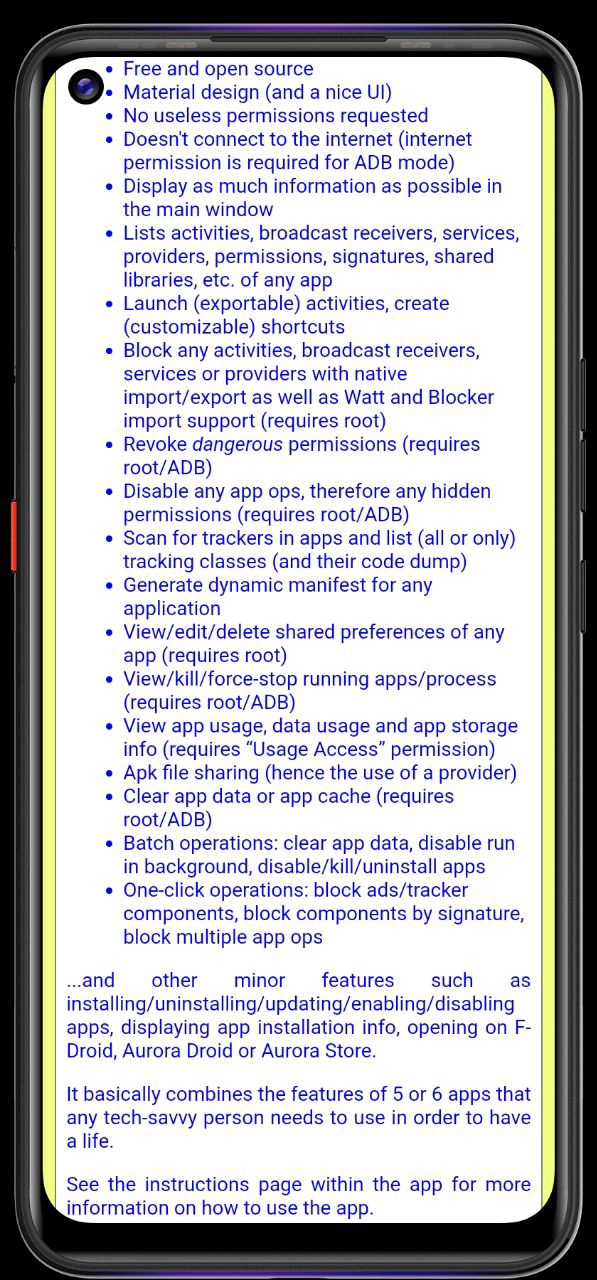 • Free and open source
• Material design (and a nice UI)
• No useless permissions requested
• Doesn't connect to the internet (internet
permission is required for ADB mode)
• Display as much information as possible in
the main window
• Lists activities, broadcast receivers, services,
providers, permissions, signatures, shared
libraries, etc. of any app
• Launch (exportable) activities, create
(customizable) shortcuts
• Block any activities, broadcast receivers,
services or providers with native
import/export as well as Watt and Blocker
import support (requires root)
• Revoke dangerous permissions (requires
root/ADB)
• Disable any app ops, therefore any hidden
permissions (requires root/ADB)
• Scan for trackers in apps and list (all or only)
tracking classes (and their code dump)
• Generate dynamic manifest for any
application
• View/edit/delete shared preferences of any
app (requires root)
• View/kill/force-stop running apps/process
(requires root/ADB)
• View app usage, data usage and app storage
info (requires “Usage Access” permission)
• Apk file sharing (hence the use of a provider)
• Clear app data or app cache (requires
root/ADB)
• Batch operations: clear app data, disable run
in background, disable/kill/uninstall apps
• One-click operations: block ads/tracker
components, block components by signature,
block multiple app ops
...and other minor features such as
installing/uninstalling/updating/enabling/disabling
apps, displaying app installation info, opening on F-
Droid, Aurora Droid or Aurora Store.
It basically combines the features of 5 or 6 apps that
any tech-savvy person needs to use in order to have
a life.
See the instructions page within the app for more
information on how to use the app.